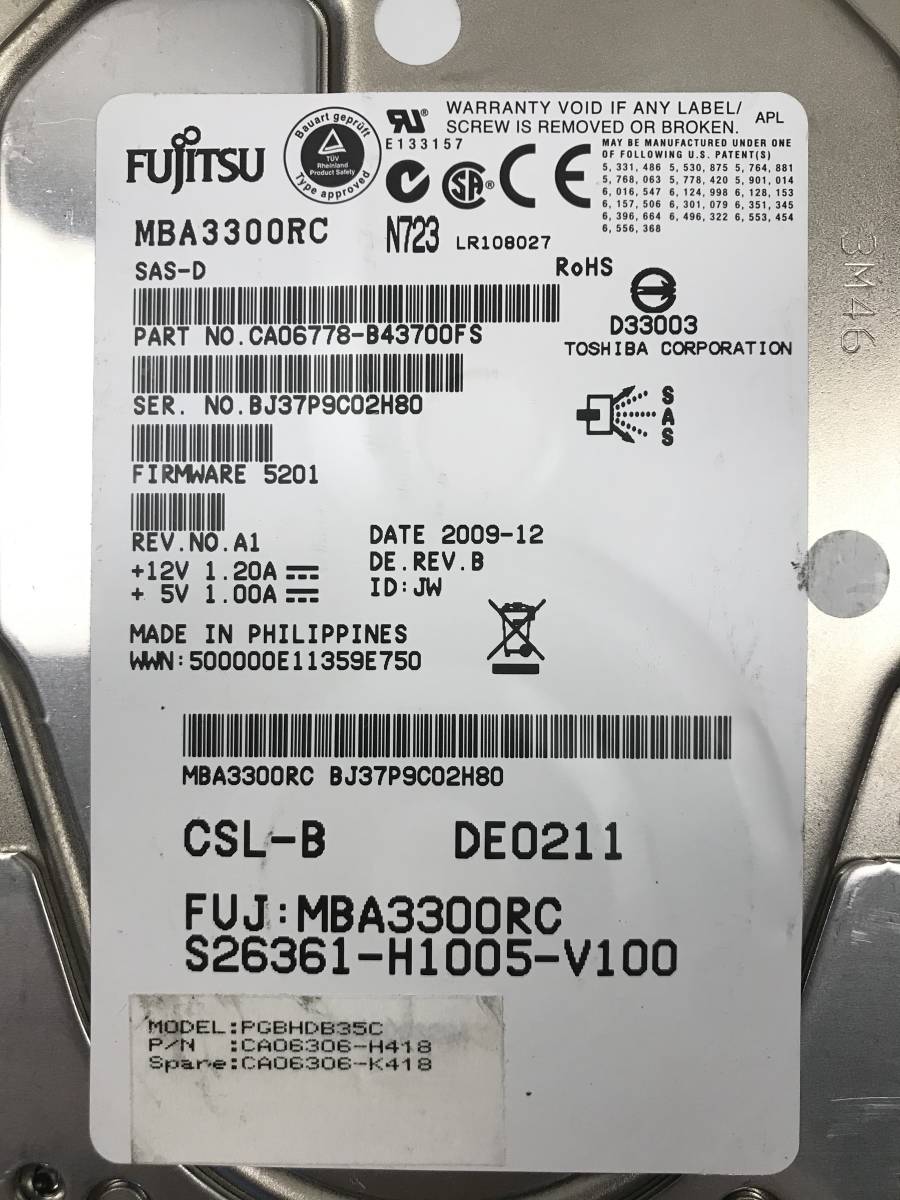 WARRANTY VOID IF ANY LABEL/
SCREW IS REMOVED OR BROKEN.
APL
FUJITSU
Bauart geprüft
TÜV
Rheinland
Product Safety
Type approved
E133157
MAY BE MANUFACTURED UNDER ONE
OF FOLLOWING U.S. PATENT(S)
5, 331, 486 5, 530, 875 5, 764, 881
5, 768, 063 5, 778, 420 5, 901, 014
6, 016, 547 6, 124, 998 6, 128, 153
6, 157, 506 6, 301, 079 6, 351, 345
6, 396, 664 6, 496, 322 6, 553, 454
6, 556, 368
CE
MBA3300RC
N723 LR108027
SAS-D
RoHS
PART NO.CA06778-B43700FS
D33003
TOSHIBA CORPORATION
SER. NO.BJ37P9C02H80
SAS
FIRMWARE 5201
REV.NO.A1
DATE 2009-12
DE.REV.B
ID:JW
+12V 1.20A
+ 5V 1.00A
MADE IN PHILIPPINES
WWN:500000E11359E750
MBA3300RC BJ37P9C02H80
CSL-B DE0211
FUJ:MBA3300RC
S26361-H1005-V100
MODEL:PGBHDB35C
P/N :CA06306-H418
Spare:CA06306-K418
3M46